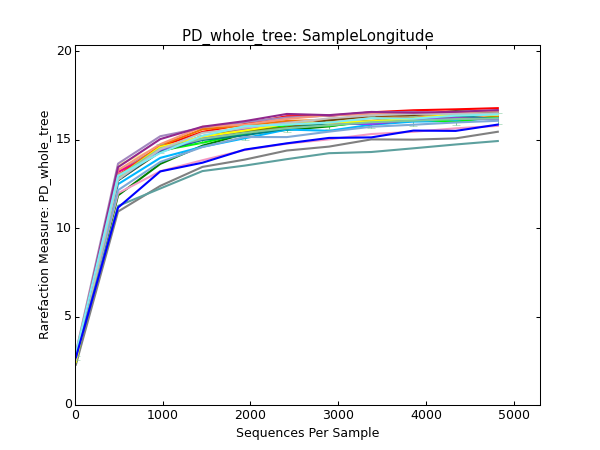 PD_whole_tree: SampleLongitude
20
15
10
5
0
Rarefaction Measure: PD_whole_tree
0 1000 2000 3000 4000 5000
Sequences Per Sample